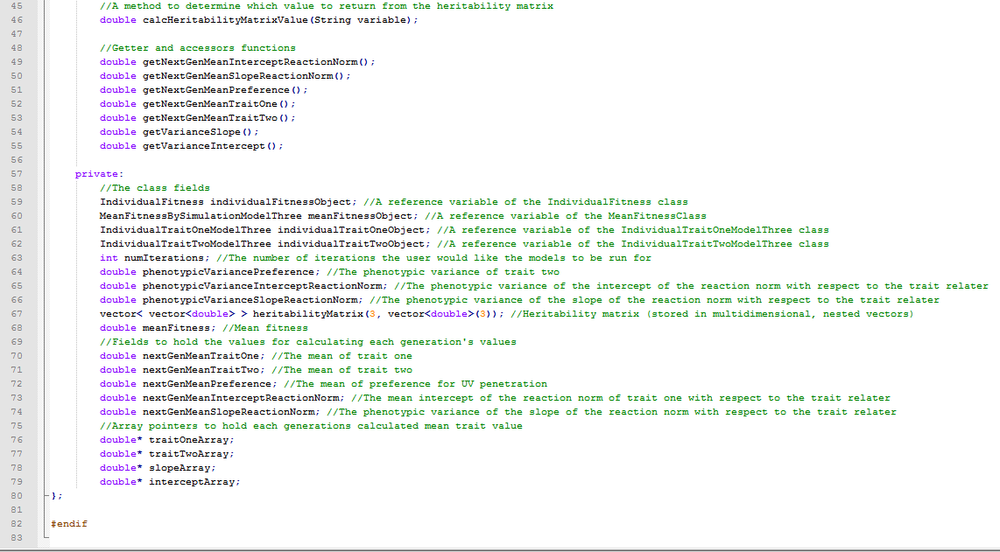 45 //A method to determine which value to return from the heritability matrix
46 double calcHeritabilityMatrixValue(String variable);
47
48 //Getter and accessors functions
49 double getNextGenMeanInterceptReactionNorm();
50 double getNextGenMeanSlopeReactionNorm();
51 double getNextGenMeanPreference();
52 double getNextGenMeanTraitOne();
53 double getNextGenMeanTraitTwo();
54 double getVarianceSlope();
55 double getVarianceIntercept();
56
57 private:
58 //The class fields
59 IndividualFitness individualFitnessObject; //A reference variable of the IndividualFitness class
60 MeanFitnessBySimulationModelThree meanFitnessObject; //A reference variable of the MeanFitnessClass
61 IndividualTraitOneModelThree individualTraitOneObject; //A reference variable of the IndividualTraitOneModelThree class
62 IndividualTraitTwoModelThree individualTraitTwoObject; //A reference variable of the IndividualTraitTwoModelThree class
63 int numIterations; //The number of iterations the user would like the models to be run for
64 double phenotypicVariancePreference; //The phenotypic variance of trait two
65 double phenotypicVarianceInterceptReactionNorm; //The phenotypic variance of the intercept of the reaction norm with respect to the trait relater
66 double phenotypicVarianceSlopeReactionNorm; //The phenotypic variance of the slope of the reaction norm with respect to the trait relater
67 vector< vector<double> > heritabilityMatrix(3, vector<double>(3)); //Heritability matrix (stored in multidimensional, nested vectors)
68 double meanFitness; //Mean fitness
69 //Fields to hold the values for calculating each generation's values
70 double nextGenMeanTraitOne; //The mean of trait one
71 double nextGenMeanTraitTwo; //The mean of trait two
72 double nextGenMeanPreference; //The mean of preference for UV penetration
73 double nextGenMeanInterceptReactionNorm; //The mean intercept of the reaction norm of trait one with respect to the trait relater
74 double nextGenMeanSlopeReactionNorm; //The phenotypic variance of the slope of the reaction norm with respect to the trait relater
75 //Array pointers to hold each generations calculated mean trait value
76 double* traitOneArray;
77 double* traitTwoArray;
78 double* slopeArray;
79 double* interceptArray;
80 };
81
82 #endif
83